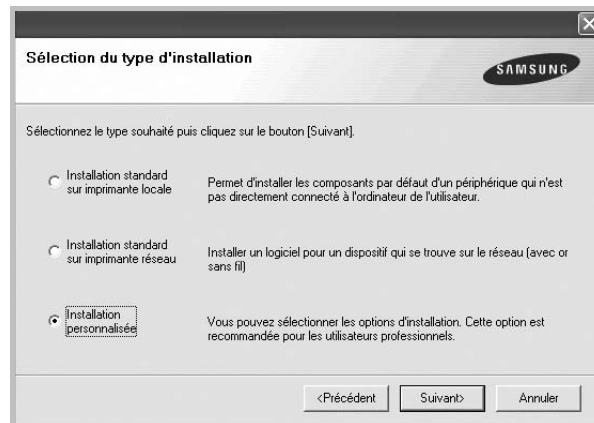 Sélection du type d'installation
SAMSUNG
Sélectionnez le type souhaité puis cliquez sur le bouton [Suivant].
Installation standard
sur imprimante locale
Permet d'installer les composants par défaut d'un périphérique qui n'est
pas directement connecté à l'ordinateur de l'utilisateur.
Installation standard
sur imprimante réseau
Installer un logiciel pour un dispositif qui se trouve sur le réseau (avec or
sans fil)
Installation
personnalisée
Vous pouvez sélectionner les options d'installation. Cette option est
recommandée pour les utilisateurs professionnels.
<Précédent
Suivant>
Annuler